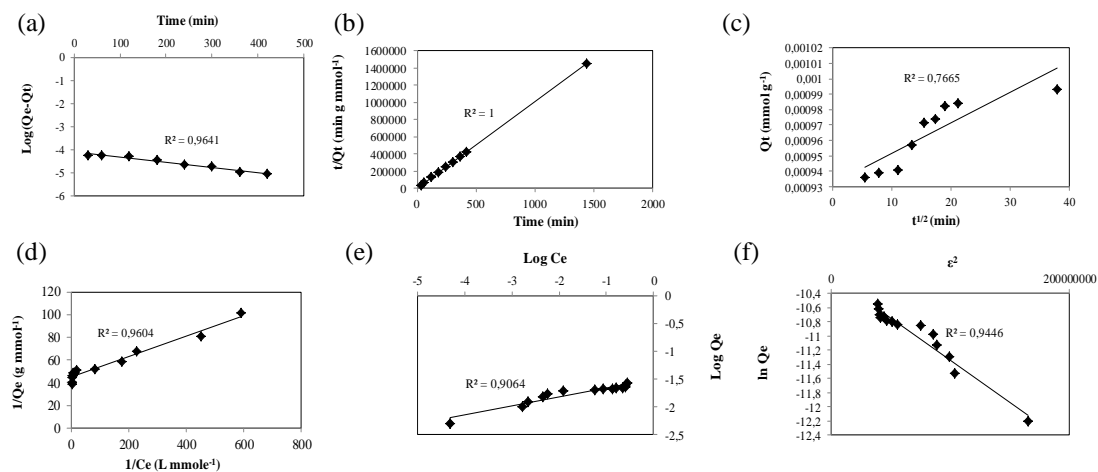 (a)
Time (min)
0 100 200 300 400 500
0
-1
-2
-3
-4
-5
-6
Log(Qe-Qt)
R² = 0,9641
(b)
1600000
1400000
1200000
1000000
800000
600000
400000
200000
0
t/Qt (min g mmol⁻¹)
R² = 1
0 500 1000 1500 2000
Time (min)
(c)
0,00102
0,00101
0,001
0,00099
0,00098
0,00097
0,00096
0,00095
0,00094
0,00093
Qt (mmol g⁻¹)
R² = 0,7665
0 10 20 30 40
t¹/² (min)
(d)
120
100
80
60
40
20
0
1/Qe (g mmol⁻¹)
R² = 0,9604
0 200 400 600 800
1/Ce (L mmole⁻¹)
(e)
Log Ce
-5 -4 -3 -2 -1 0
0
-0,5
-1
-1,5
-2
-2,5
Log Qe
R² = 0,9064
(f)
ε²
0 200000000
-10,4
-10,6
-10,8
-11
-11,2
-11,4
-11,6
-11,8
-12
-12,2
-12,4
ln Qe
R² = 0,9446